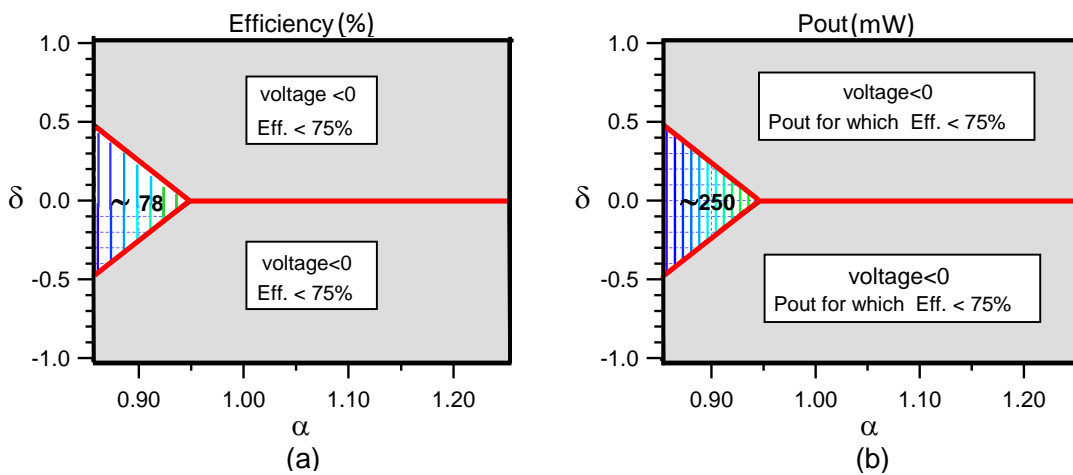 Efficiency (%)
1.0
0.5
0.0
-0.5
-1.0
δ
voltage <0
Eff. < 75%
~ 78
voltage<0
Eff. < 75%
0.90
1.00
1.10
1.20
α
(a)
Pout (mW)
1.0
0.5
0.0
-0.5
-1.0
δ
voltage<0
Pout for which Eff. < 75%
~250
voltage<0
Pout for which Eff. < 75%
0.90
1.00
1.10
1.20
α
(b)